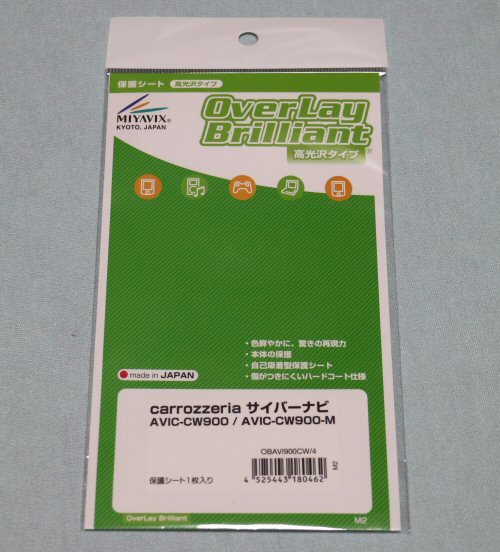 保護シート 高光沢タイプ
MIYAVIX®
KYOTO, JAPAN
OverLay
Brilliant®
高光沢タイプ
・色鮮やかに、驚きの再現力
・本体の保護
・自己吸着型保護シート
・傷がつきにくいハードコート仕様
made in JAPAN
carrozzeria サイバーナビ
AVIC-CW900 / AVIC-CW900-M
OBAVI900CW/4
4 525443 180462
M2
保護シート1枚入り
OverLay Brilliant
M2